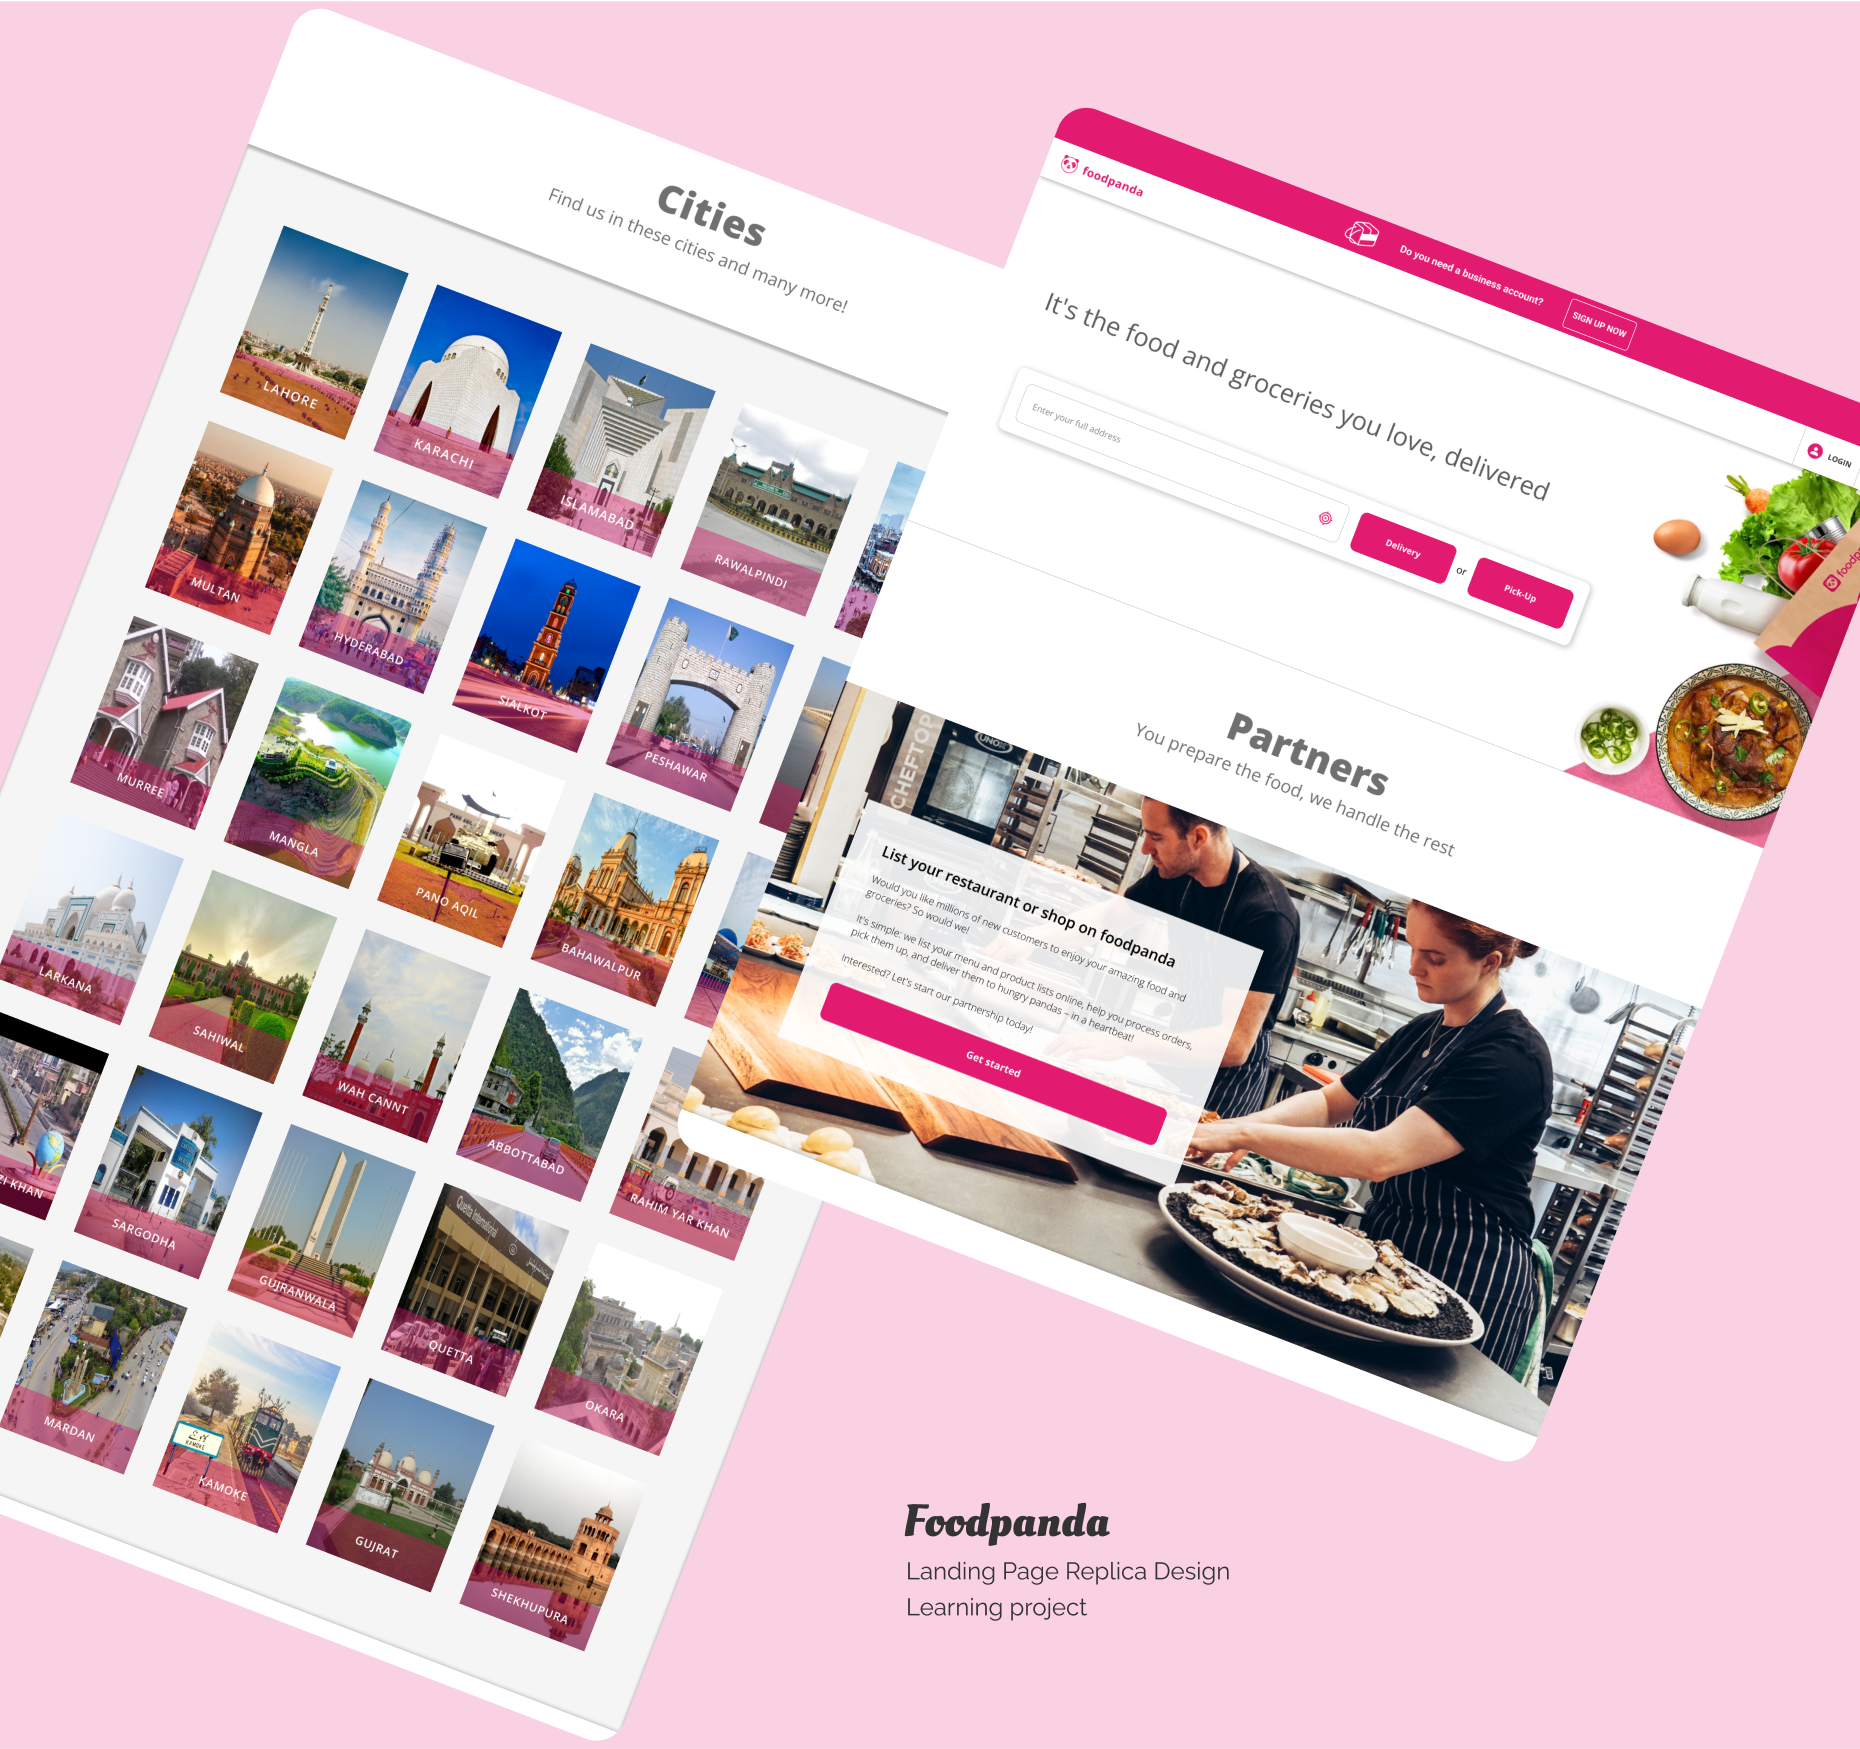 Cities
Find us in these cities and many more!
LAHORE
KARACHI
ISLAMABAD
RAWALPINDI
MULTAN
HYDERABAD
SIALKOT
PESHAWAR
MURREE
MANGLA
PANO AQIL
BAHAWALPUR
LARKANA
SAHIWAL
WAH CANNT
ABBOTTABAD
RAHIM YAR KHAN
KHAN
SARGODHA
GUJRANWALA
Quetta International
QUETTA
OKARA
MARDAN
KAMOKE
KAMOKE
GUJRAT
SHEKHUPURA
foodpanda
Do you need a business account?
SIGN UP NOW
LOGIN
It's the food and groceries you love, delivered
Enter your full address
Delivery
or
Pick-Up
Partners
You prepare the food, we handle the rest
CHEFTOP
UNOX
List your restaurant or shop on foodpanda
Would you like millions of new customers to enjoy your amazing food and
groceries? So would we!
It's simple: we list your menu and product lists online, help you process orders,
pick them up, and deliver them to hungry pandas – in a heartbeat!
Interested? Let's start our partnership today!
Get started
Foodpanda
Landing Page Replica Design
Learning project